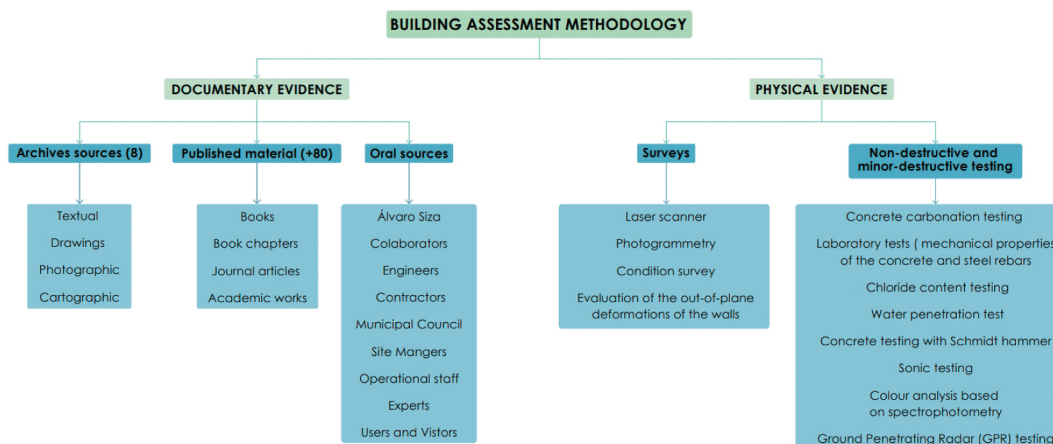 BUILDING ASSESSMENT METHODOLOGY
DOCUMENTARY EVIDENCE
PHYSICAL EVIDENCE
Archives sources (8)
Published material (+80)
Oral sources
Surveys
Non-destructive and
minor-destructive testing
Textual
Drawings
Photographic
Cartographic
Books
Book chapters
Journal articles
Academic works
Álvaro Siza
Colaborators
Engineers
Contractors
Municipal Council
Site Mangers
Operational staff
Experts
Users and Vistors
Laser scanner
Photogrammetry
Condition survey
Evaluation of the out-of-plane
deformations of the walls
Concrete carbonation testing
Laboratory tests ( mechanical properties
of the concrete and steel rebars
Chloride content testing
Water penetration test
Concrete testing with Schmidt hammer
Sonic testing
Colour analysis based
on spectrophotometry
Ground Penetrating Radar (GPR) testing